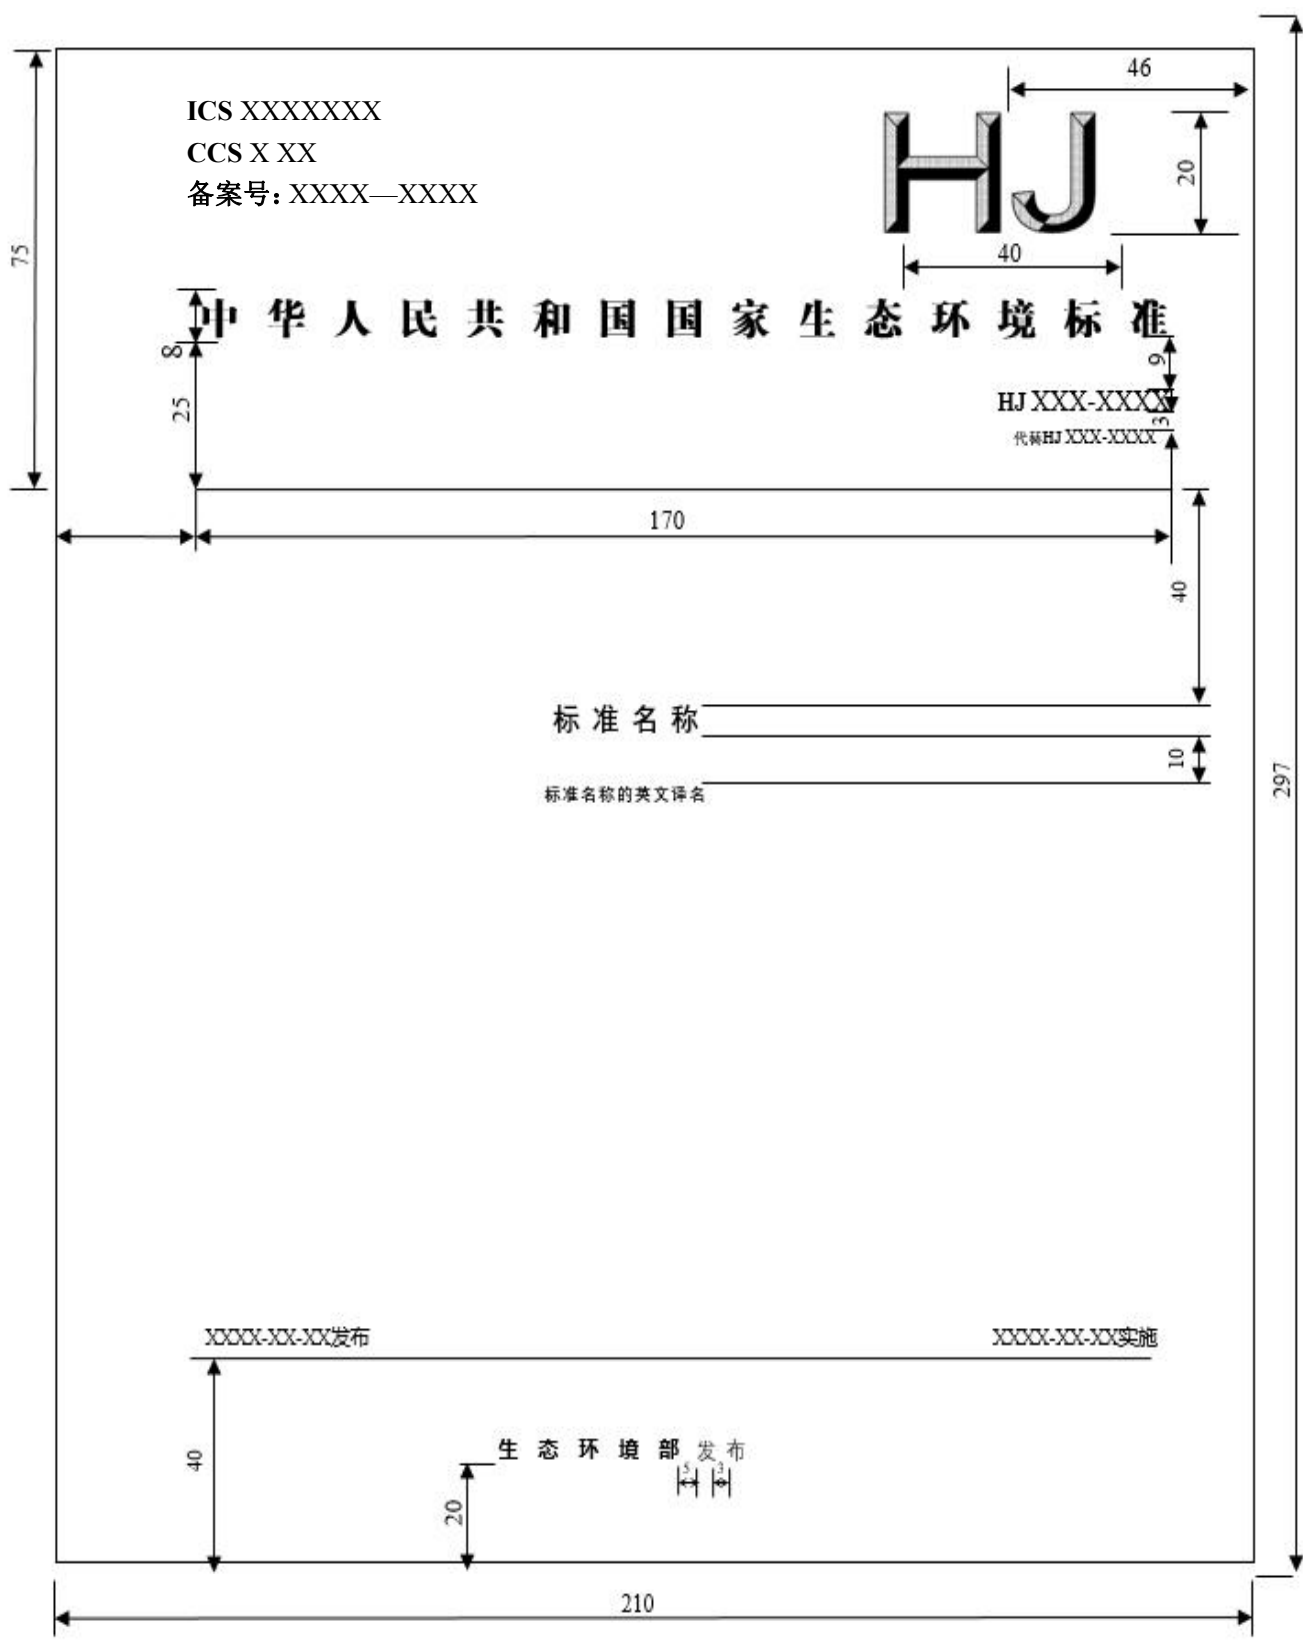 46
ICS XXXXXXX
HJ
CCS X XX
20
备案号: XXXX—XXXX
75
40
中华人民共和国国家生态环境标准
8
9
25
HJ XXX-XXXX
3
代替HJ XXX-XXXX
170
40
标准名称
10
297
标准名称的英文译名
XXXX-XX-XX发布
XXXX-XX-XX实施
40
生态环境部 发布
5
3
20
210